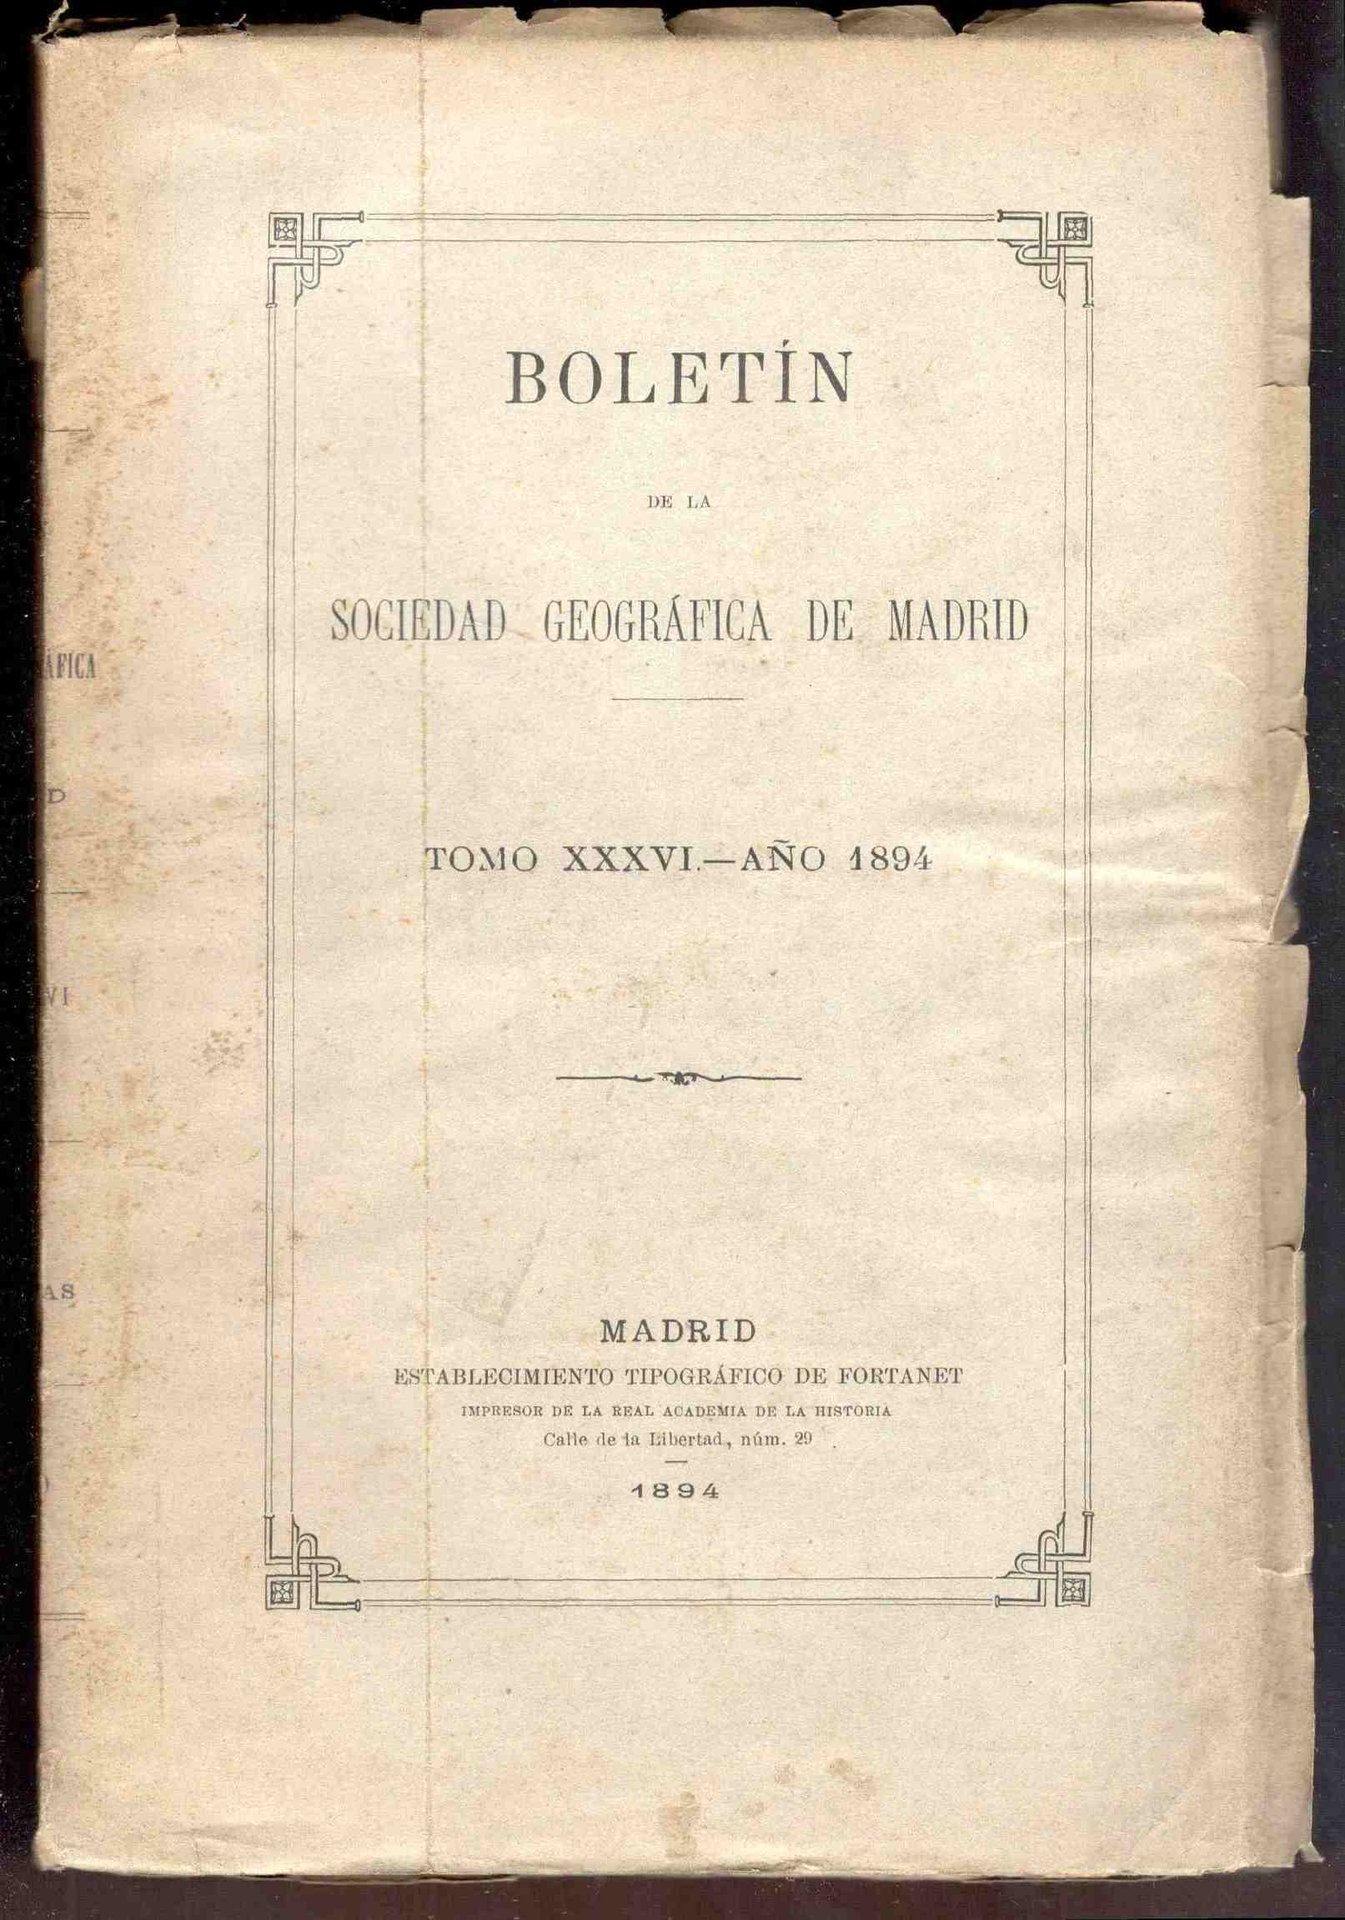 BOLETÍN
DE LA
SOCIEDAD GEOGRÁFICA DE MADRID
TOMO XXXVI.—AÑO 1894
MADRID
ESTABLECIMIENTO TIPOGRÁFICO DE FORTANET
IMPRESOR DE LA REAL ACADEMIA DE LA HISTORIA
Calle de la Libertad, núm. 29
1894